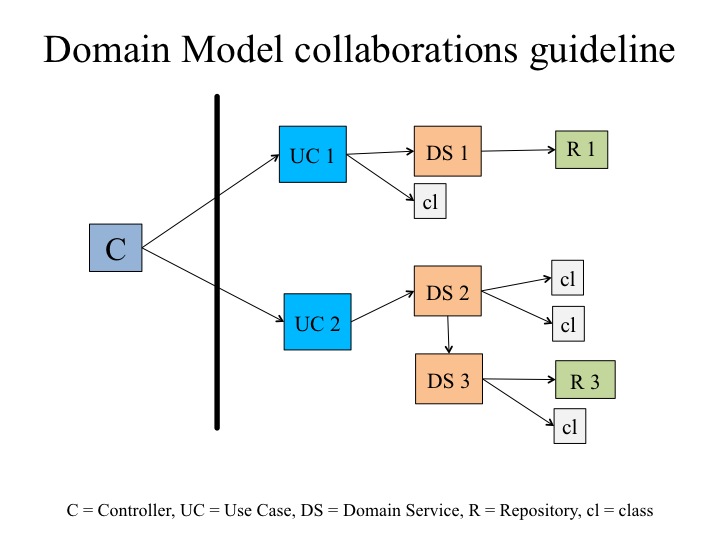 Domain Model collaborations guideline
UC 1
DS 1
R 1
cl
C
DS 2
cl
UC 2
cl
DS 3
R 3
cl
C = Controller, UC = Use Case, DS = Domain Service, R = Repository, cl = class